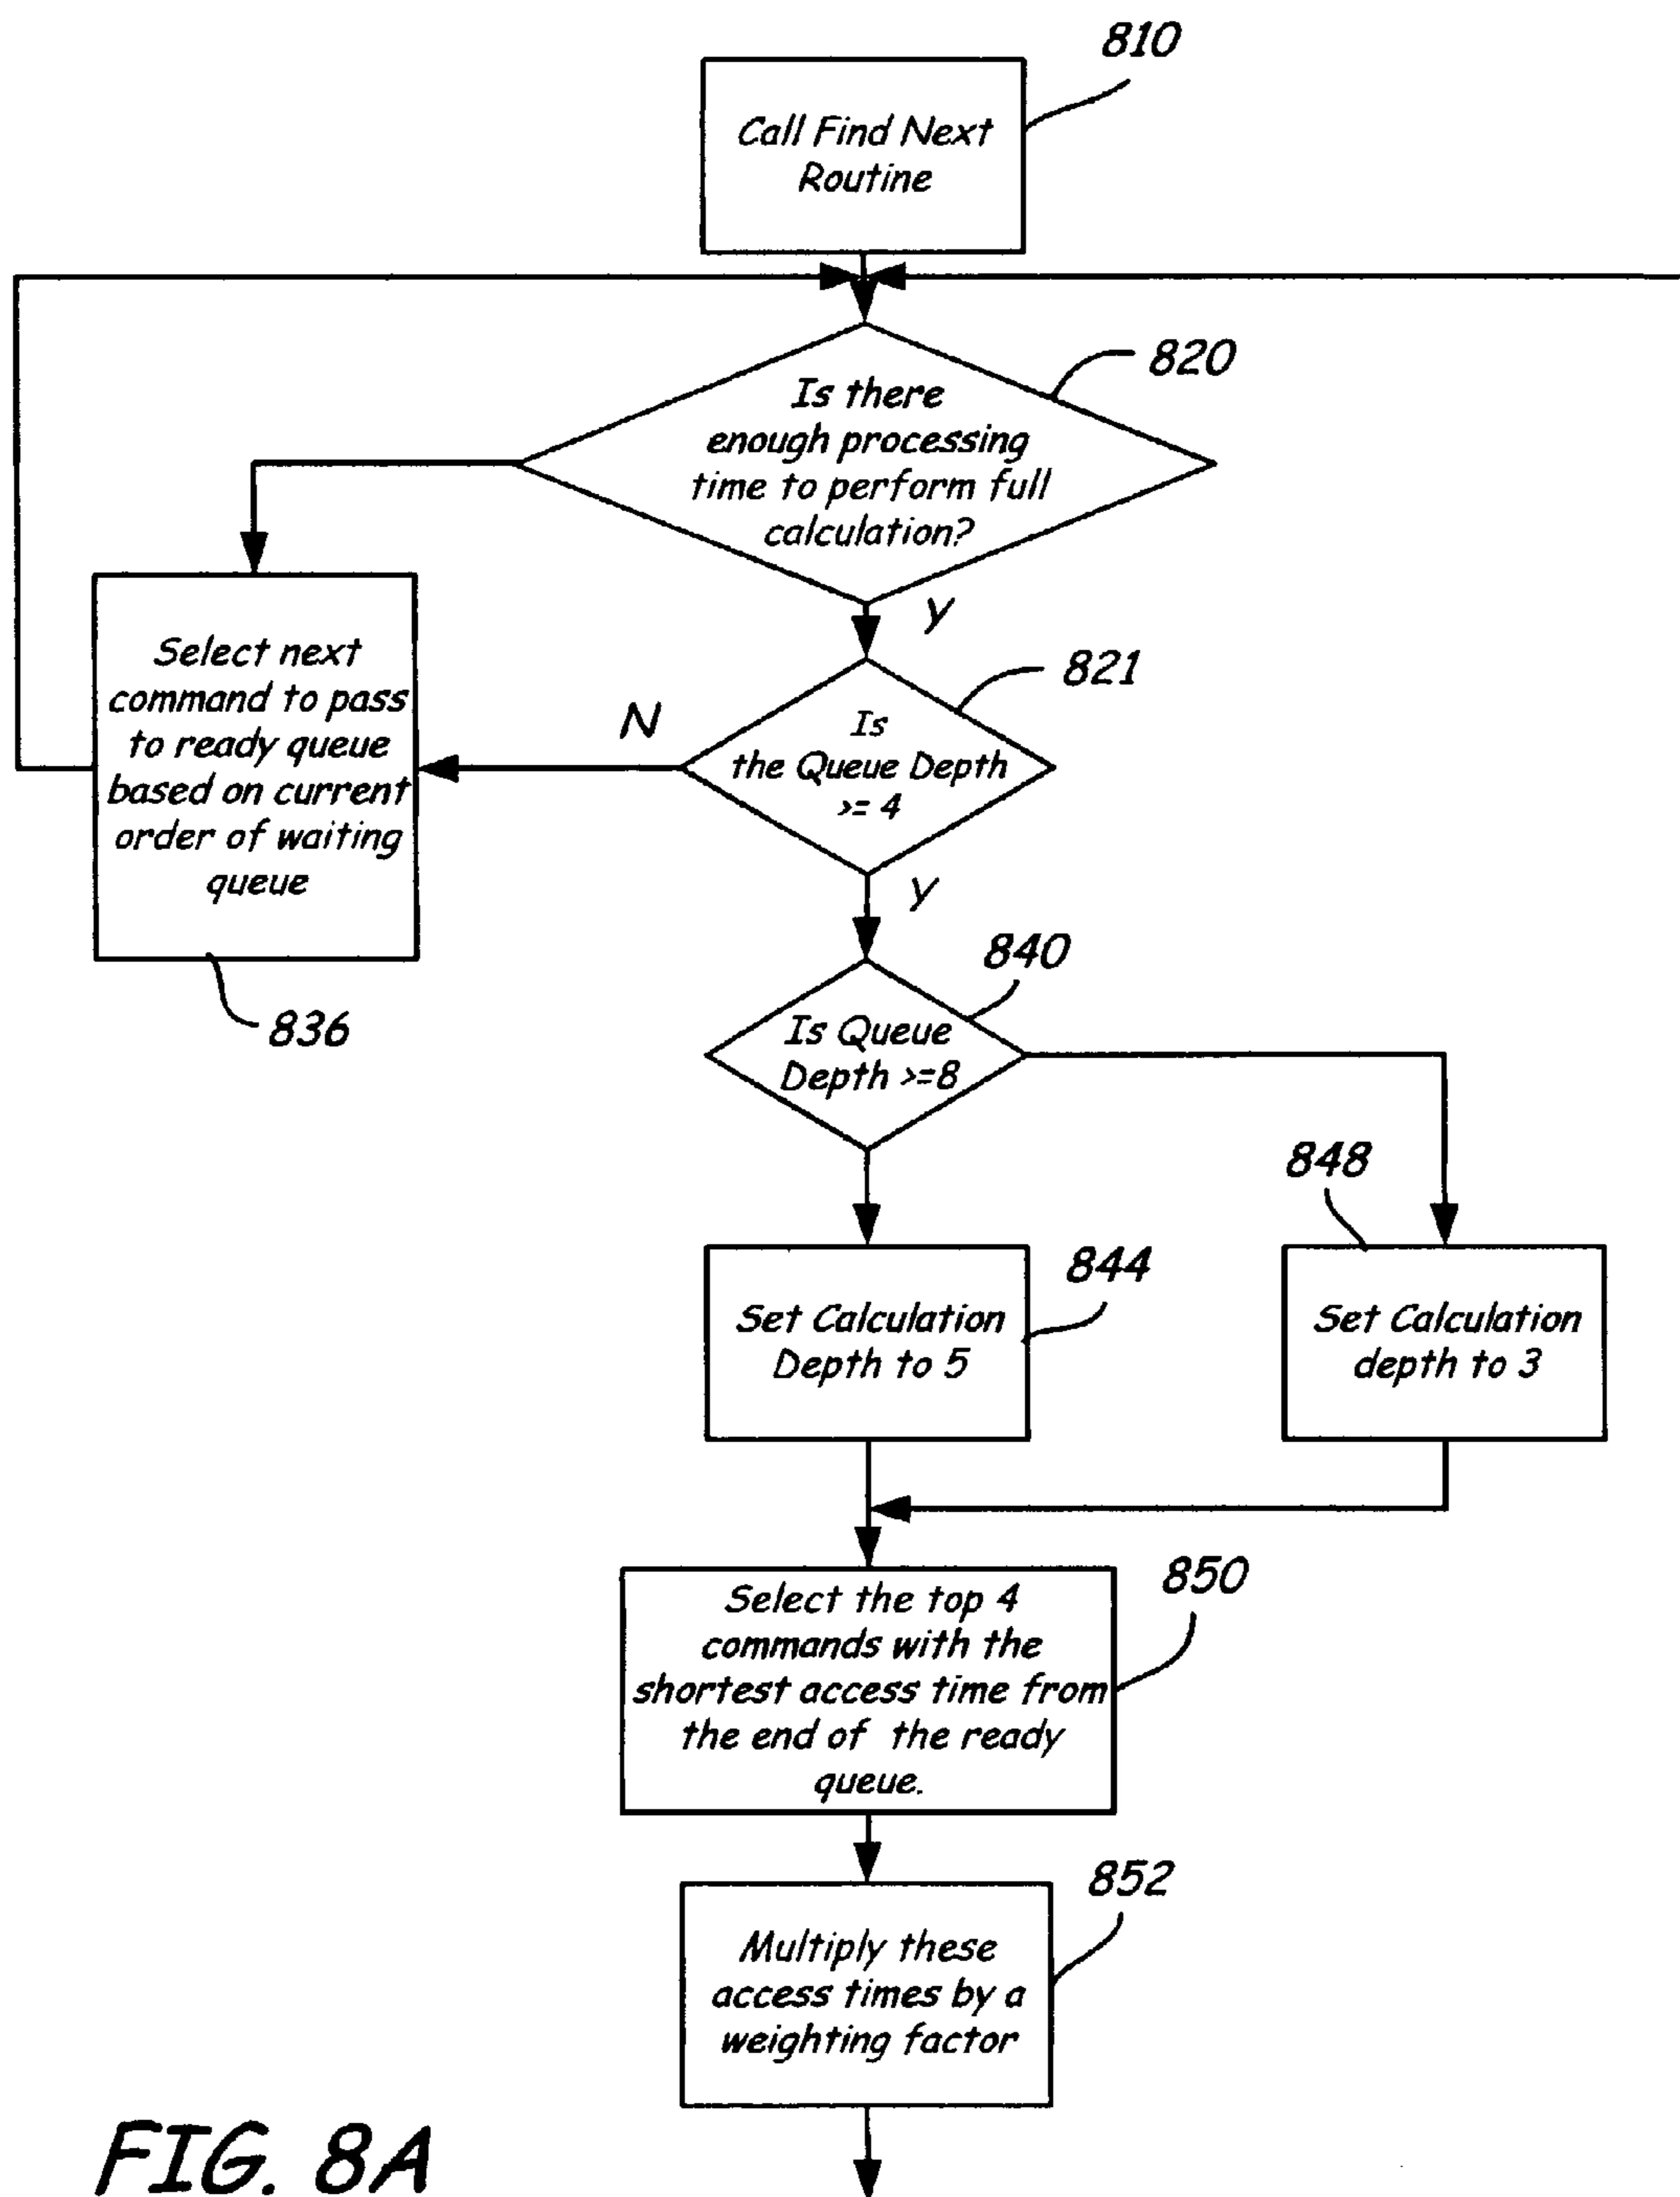 810
Call Find Next
Routine
820
Is there
enough processing
time to perform full
calculation?
Y
821
Is
the Queue Depth
>= 4
N
Select next
command to pass
to ready queue
based on current
order of waiting
queue
836
Y
840
Is Queue
Depth >=8
844
Set Calculation
Depth to 5
848
Set Calculation
depth to 3
850
Select the top 4
commands with the
shortest access time from
the end of the ready
queue.
852
Multiply these
access times by a
weighting factor
FIG. 8A